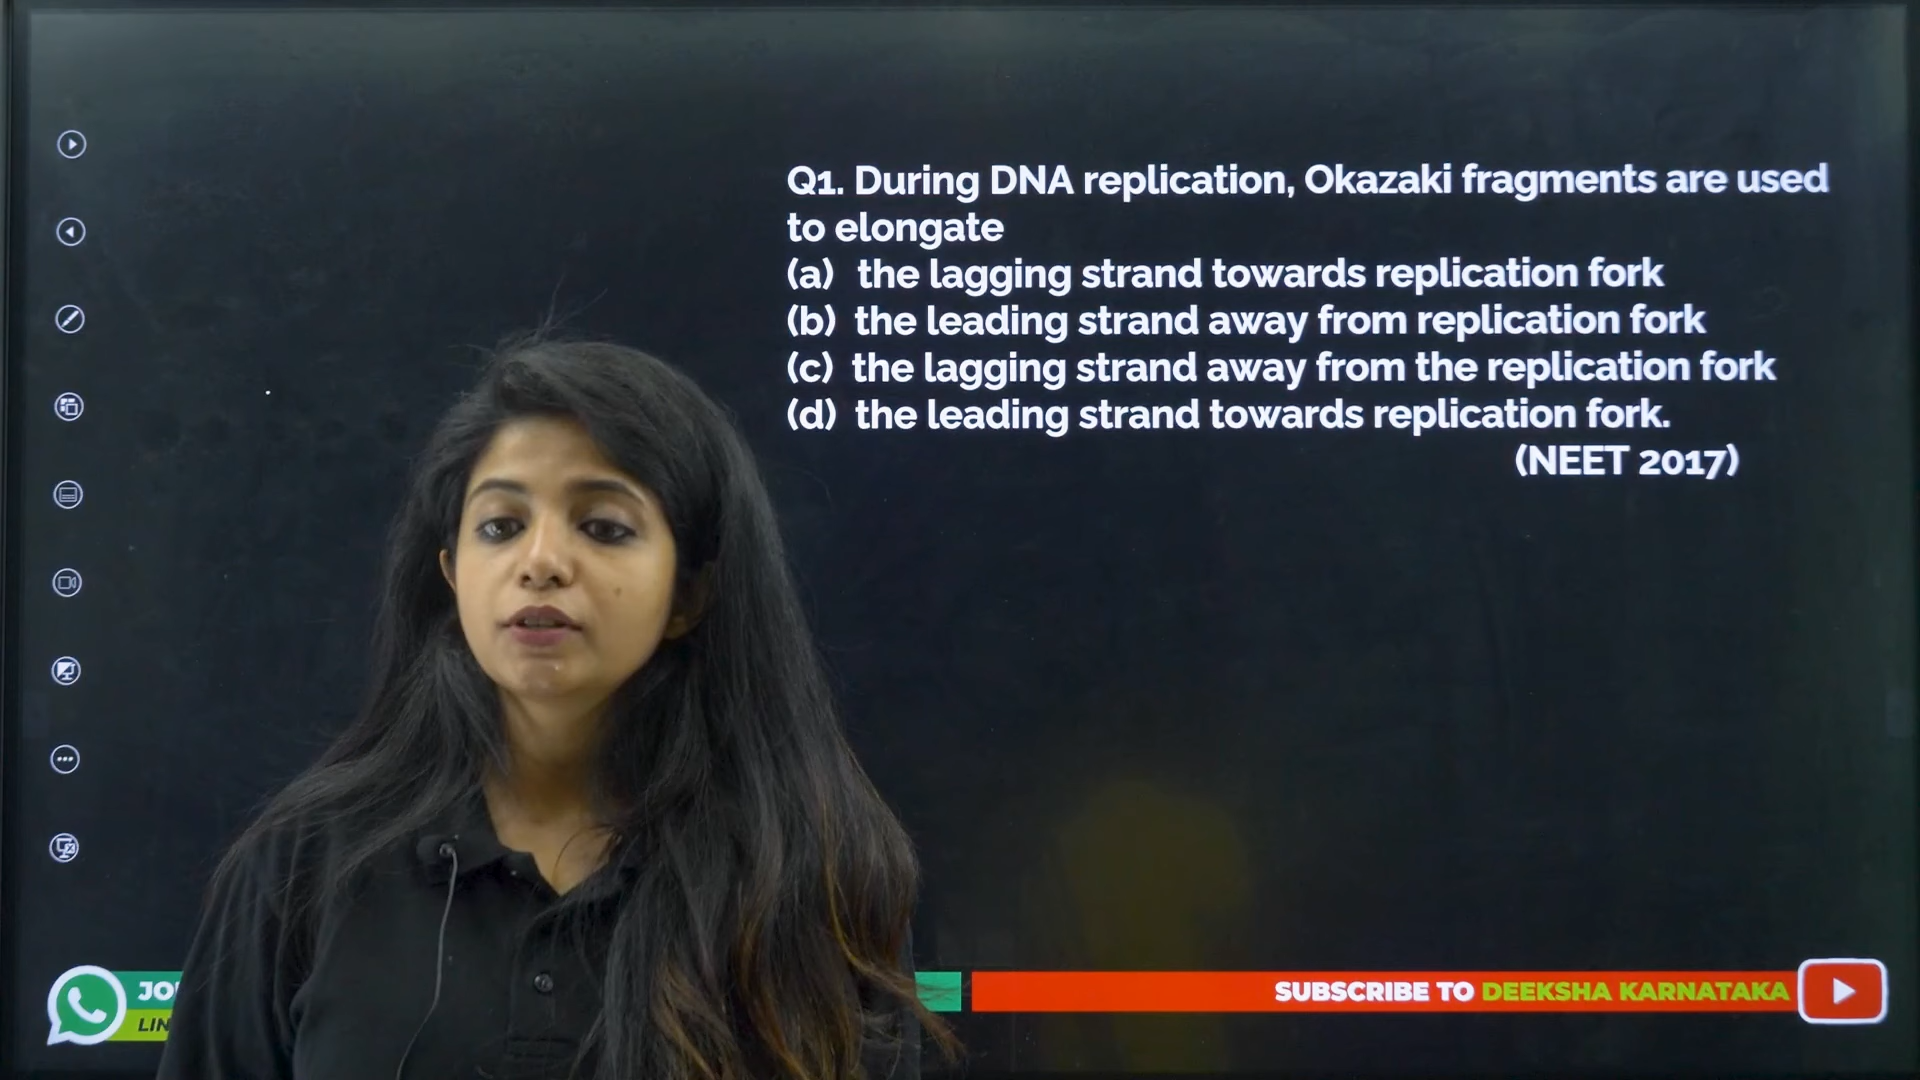 Q1. During DNA replication, Okazaki fragments are used
to elongate
(a) the lagging strand towards replication fork
(b) the leading strand away from replication fork
(c) the lagging strand away from the replication fork
(d) the leading strand towards replication fork.
(NEET 2017)
SUBSCRIBE TO DEEKSHA KARNATAKA